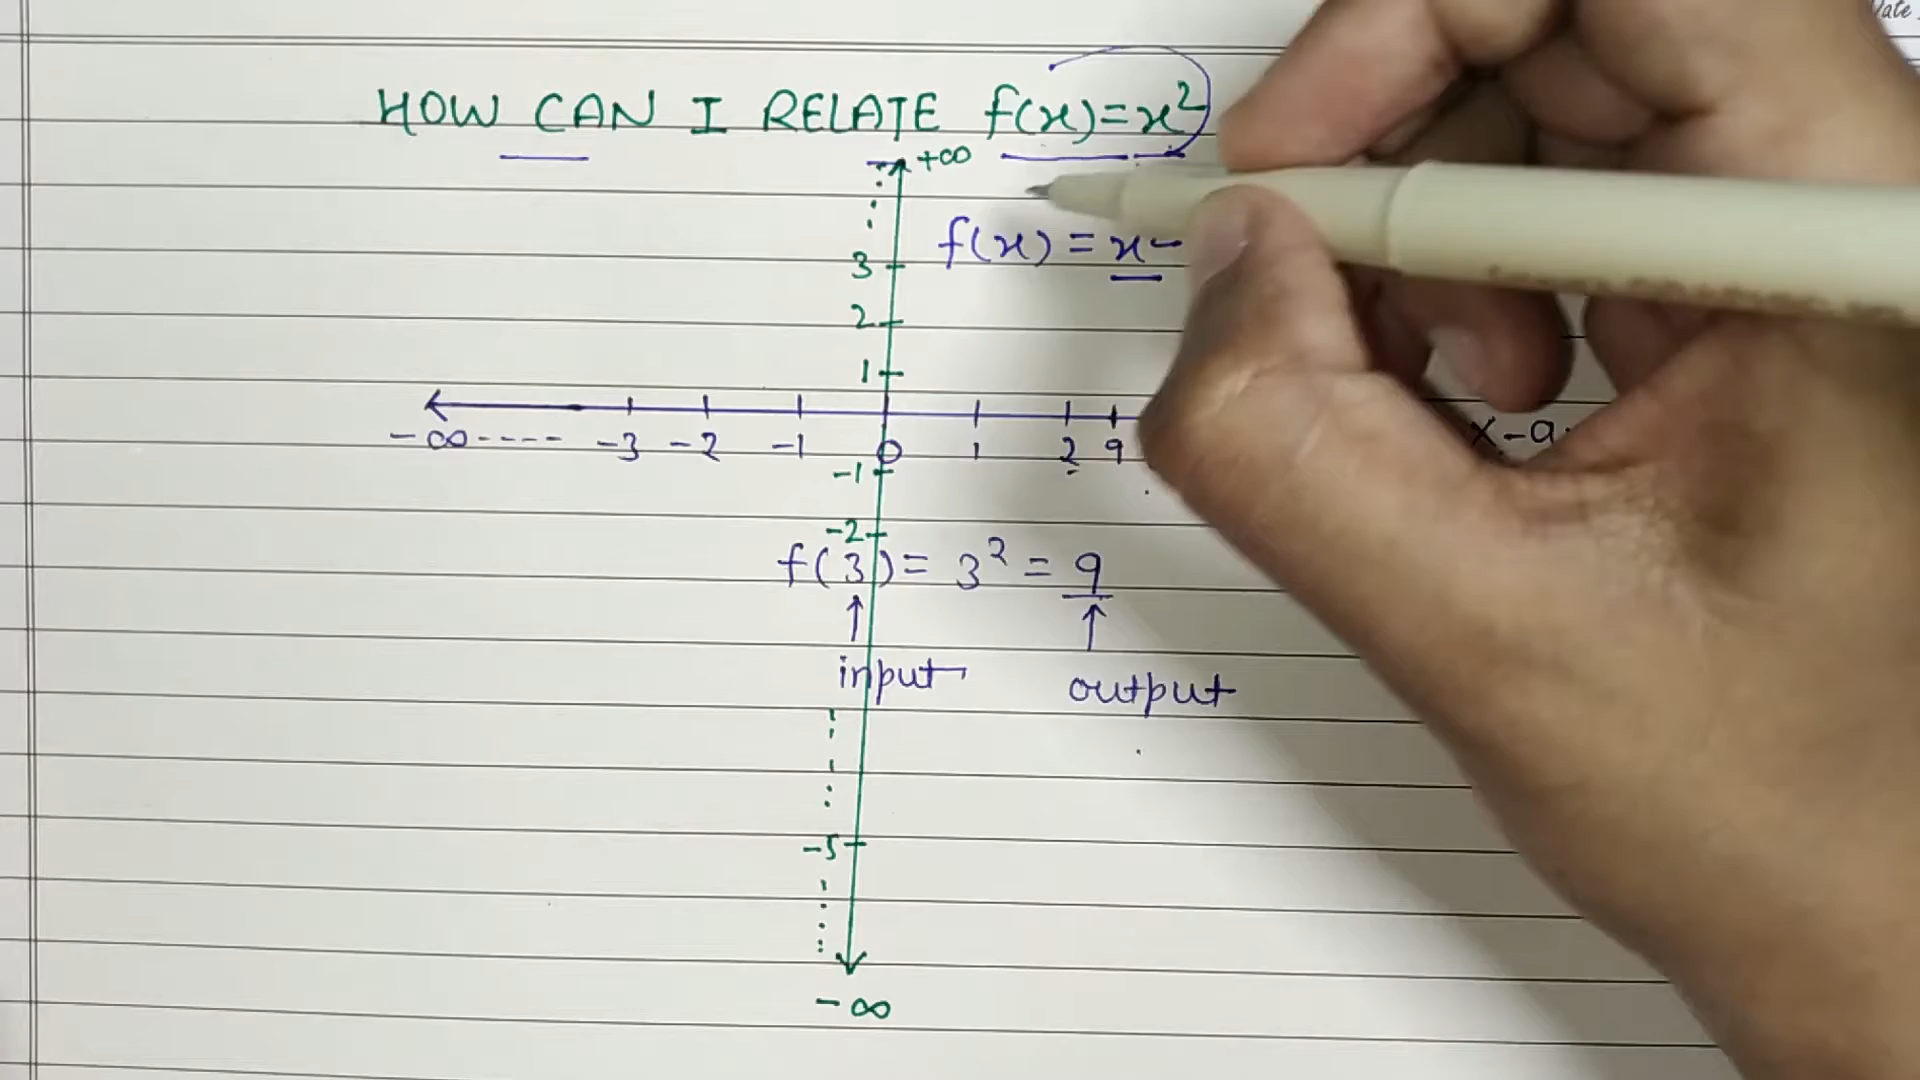 Date
HOW CAN I RELATE f(x)=x²
+∞
f(x) = x-
3
2
1
-∞---- -3 -2 -1 0 1 2 9
x-a
-1
-2
f(3)= 3² = 9
↑ ↑
input output
-5
-∞